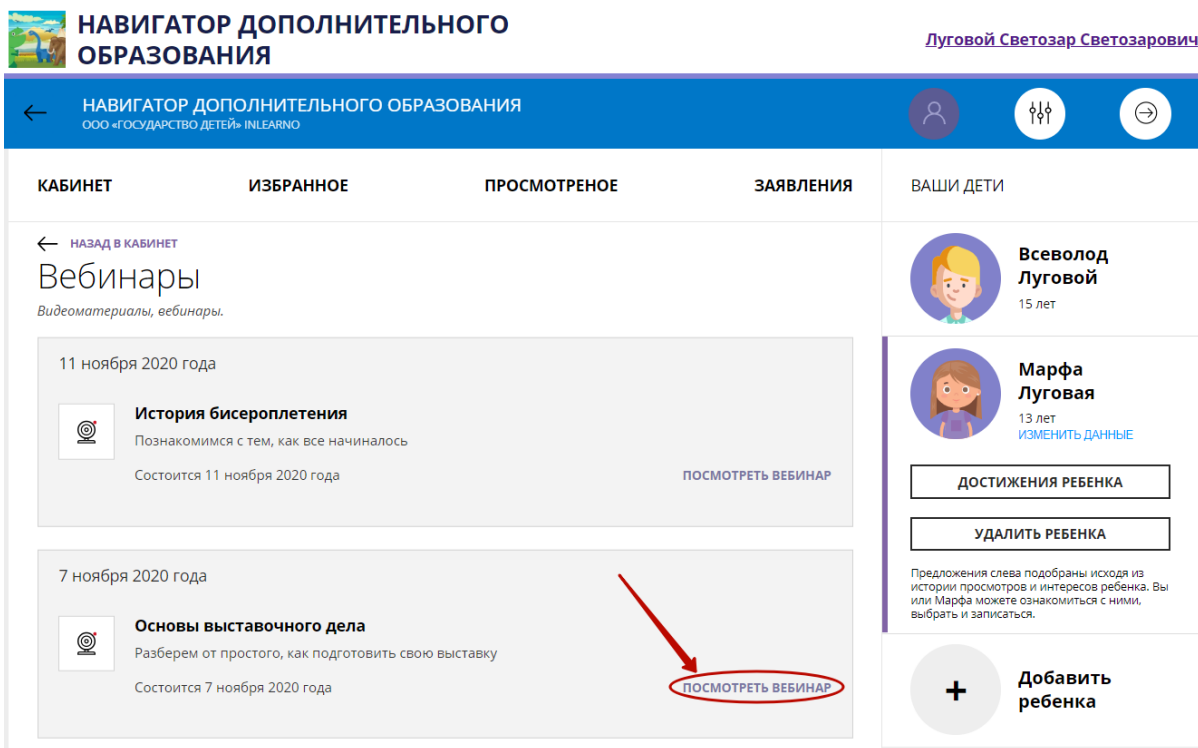 НАВИГАТОР ДОПОЛНИТЕЛЬНОГО
ОБРАЗОВАНИЯ
Луговой Светозар Светозарович
НАВИГАТОР ДОПОЛНИТЕЛЬНОГО ОБРАЗОВАНИЯ
ООО «ГОСУДАРСТВО ДЕТЕЙ» INLEARNO
КАБИНЕТ
ИЗБРАННОЕ
ПРОСМОТРЕНОЕ
ЗАЯВЛЕНИЯ
НАЗАД В КАБИНЕТ
Вебинары
Видеоматериалы, вебинары.
11 ноября 2020 года
История бисероплетения
Познакомимся с тем, как все начиналось
Состоится 11 ноября 2020 года
ПОСМОТРЕТЬ ВЕБИНАР
7 ноября 2020 года
Основы выставочного дела
Разберем от простого, как подготовить свою выставку
Состоится 7 ноября 2020 года
ПОСМОТРЕТЬ ВЕБИНАР
ВАШИ ДЕТИ
Всеволод
Луговой
15 лет
Марфа
Луговая
13 лет
ИЗМЕНИТЬ ДАННЫЕ
ДОСТИЖЕНИЯ РЕБЕНКА
УДАЛИТЬ РЕБЕНКА
Предложения слева подобраны исходя из
истории просмотров и интересов ребенка. Вы
или Марфа можете ознакомиться с ними,
выбрать и записаться.
+
Добавить
ребенка